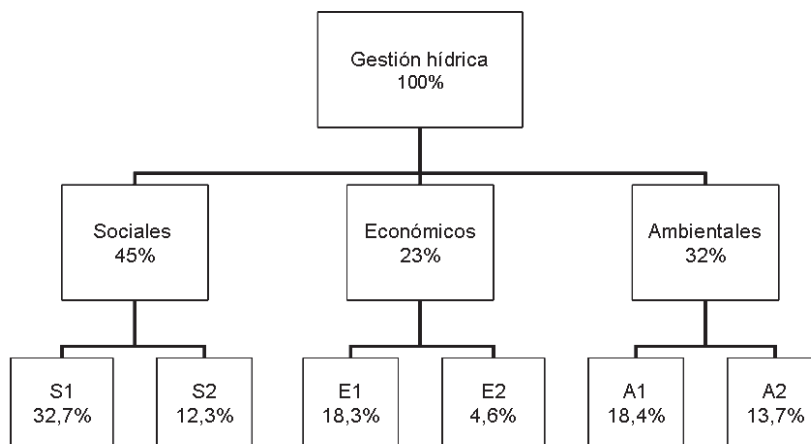 Gestión hídrica
100%
Sociales
45%
Económicos
23%
Ambientales
32%
S1
32,7%
S2
12,3%
E1
18,3%
E2
4,6%
A1
18,4%
A2
13,7%